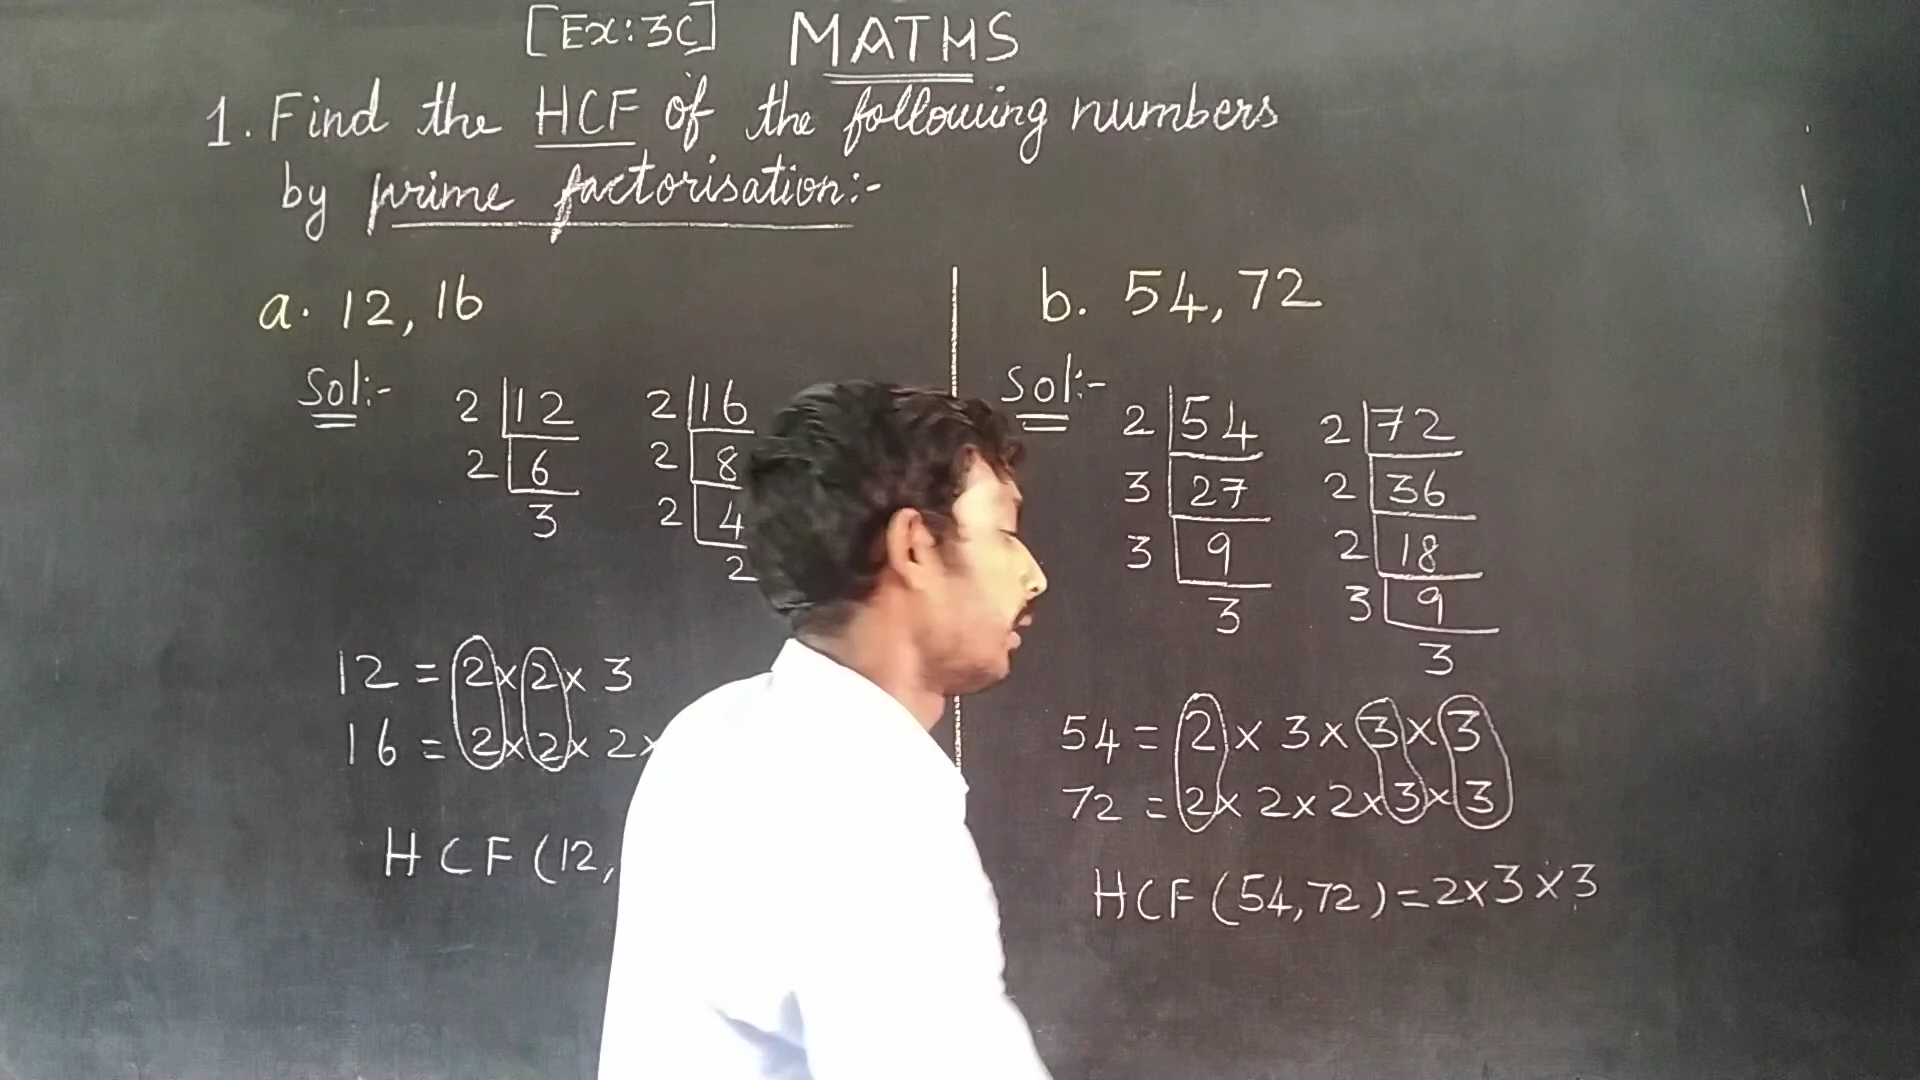 [Ex:3C] MATHS
1. Find the HCF of the following numbers
by prime factorisation:-
a. 12, 16
Sol:-
2 | 12
2 | 6
3
2 | 16
2 | 8
2 | 4
2
12 = 2 x 2 x 3
16 = 2 x 2 x 2 x
HCF (12,
b. 54, 72
Sol:-
2 | 54
3 | 27
3 | 9
3
2 | 72
2 | 36
2 | 18
3 | 9
3
54 = 2 x 3 x 3 x 3
72 = 2 x 2 x 2 x 3 x 3
HCF (54, 72) = 2 x 3 x 3